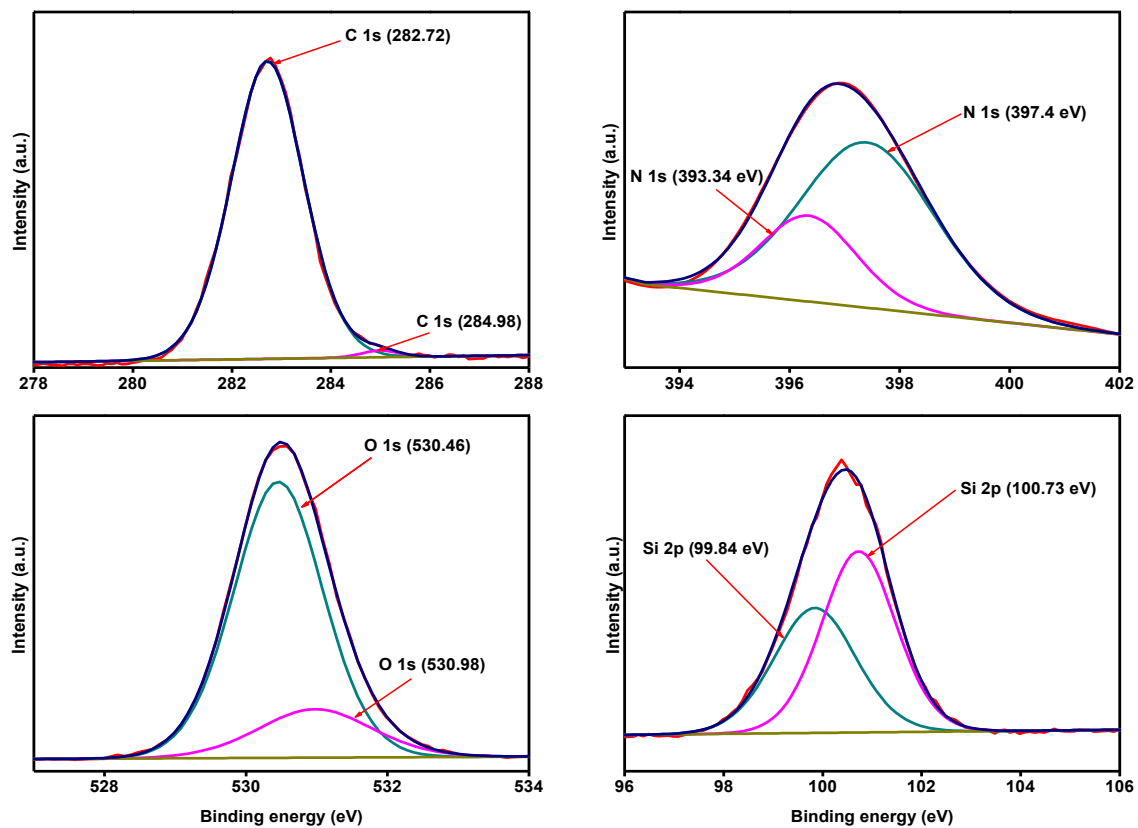 C 1s (282.72)
C 1s (284.98)
Intensity (a.u.)
278 280 282 284 286 288
N 1s (397.4 eV)
N 1s (393.34 eV)
Intensity (a.u.)
394 396 398 400 402
O 1s (530.46)
O 1s (530.98)
Intensity (a.u.)
528 530 532 534
Binding energy (eV)
Si 2p (100.73 eV)
Si 2p (99.84 eV)
Intensity (a.u.)
96 98 100 102 104 106
Binding energy (eV)